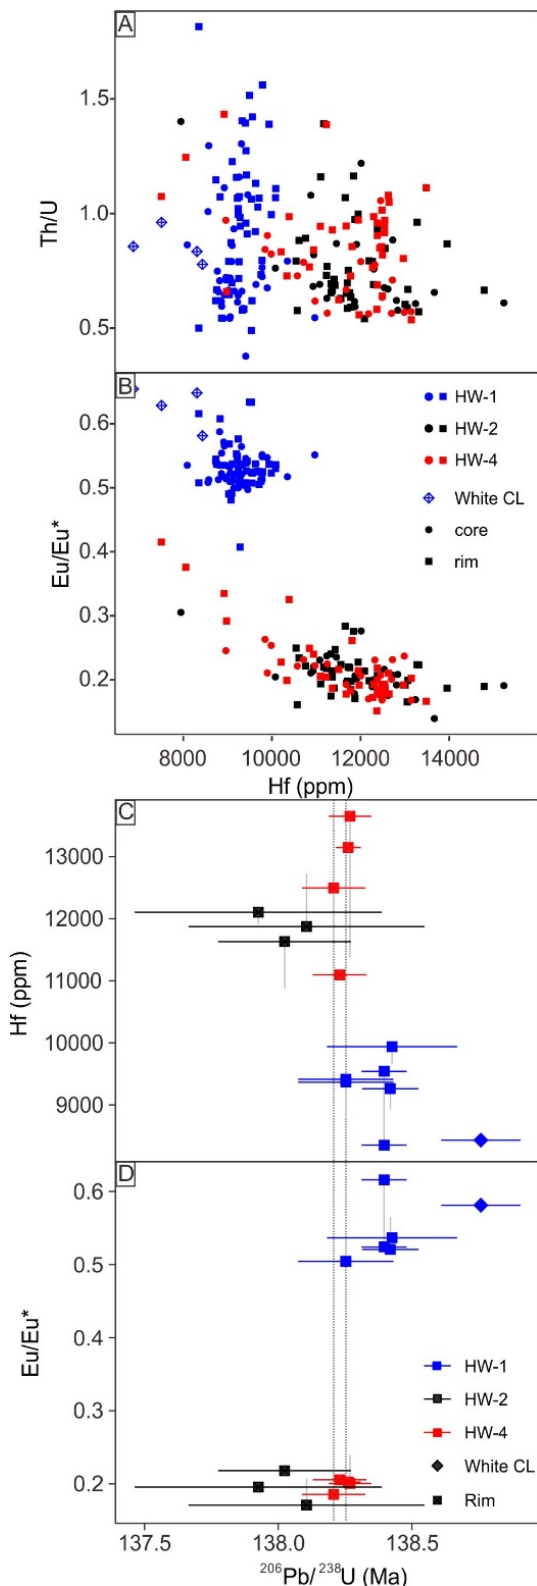 A
1.5
1.0
0.5
Th/U
B
0.6
0.5
0.4
0.3
0.2
Eu/Eu*
HW-1
HW-2
HW-4
White CL
core
rim
8000 10000 12000 14000
Hf (ppm)
C
13000
12000
11000
10000
9000
Hf (ppm)
D
0.6
0.5
0.4
0.3
0.2
Eu/Eu*
HW-1
HW-2
HW-4
White CL
Rim
137.5 138.0 138.5
²⁰⁶Pb/ ²³⁸U (Ma)